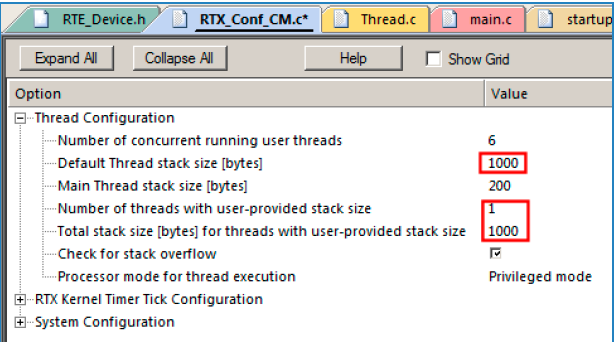 RTE_Device.h RTX_Conf_CM.c* Thread.c main.c startup
Expand All Collapse All Help Show Grid
Option Value
Thread Configuration
Number of concurrent running user threads 6
Default Thread stack size [bytes] 1000
Main Thread stack size [bytes] 200
Number of threads with user-provided stack size 1
Total stack size [bytes] for threads with user-provided stack size 1000
Check for stack overflow
Processor mode for thread execution Privileged mode
RTX Kernel Timer Tick Configuration
System Configuration